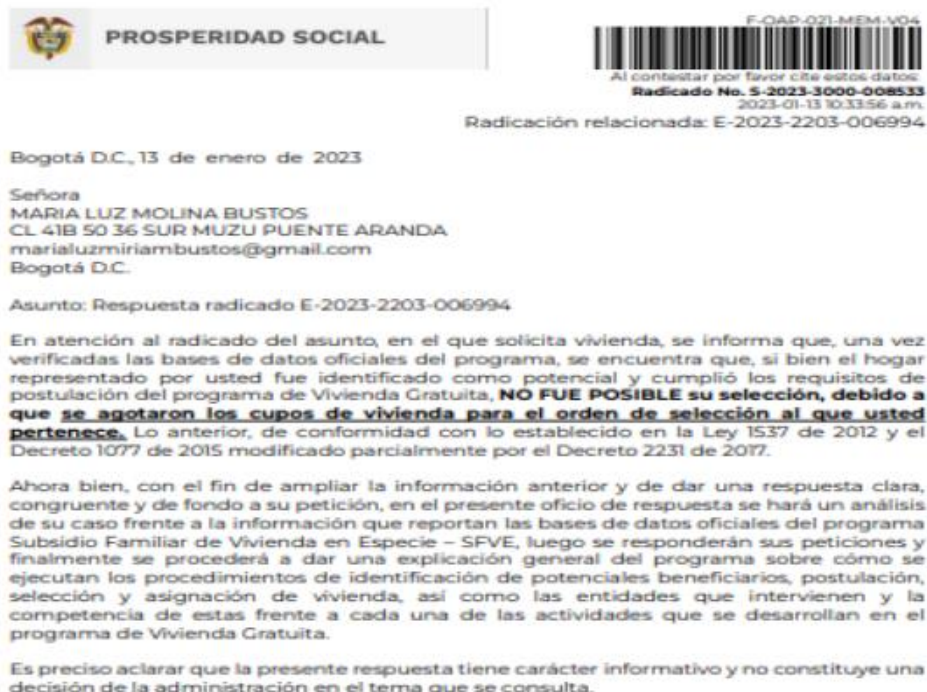 F-OAP-021-MEM-V04
PROSPERIDAD SOCIAL
Al contestar por favor cite estos datos:
Radicado No. S-2023-3000-008533
2023-01-13 10:33:56 a.m.
Radicación relacionada: E-2023-2203-006994
Bogotá D.C., 13 de enero de 2023
Señora
MARIA LUZ MOLINA BUSTOS
CL 41B 50 36 SUR MUZU PUENTE ARANDA
marialuzmiriambustos@gmail.com
Bogotá D.C.
Asunto: Respuesta radicado E-2023-2203-006994
En atención al radicado del asunto, en el que solicita vivienda, se informa que, una vez
verificadas las bases de datos oficiales del programa, se encuentra que, si bien el hogar
representado por usted fue identificado como potencial y cumplió los requisitos de
postulación del programa de Vivienda Gratuita, NO FUE POSIBLE su selección, debido a
que se agotaron los cupos de vivienda para el orden de selección al que usted
pertenece. Lo anterior, de conformidad con lo establecido en la Ley 1537 de 2012 y el
Decreto 1077 de 2015 modificado parcialmente por el Decreto 2231 de 2017.
Ahora bien, con el fin de ampliar la información anterior y de dar una respuesta clara,
congruente y de fondo a su petición, en el presente oficio de respuesta se hará un análisis
de su caso frente a la información que reportan las bases de datos oficiales del programa
Subsidio Familiar de Vivienda en Especie – SFVE, luego se responderán sus peticiones y
finalmente se procederá a dar una explicación general del programa sobre cómo se
ejecutan los procedimientos de identificación de potenciales beneficiarios, postulación,
selección y asignación de vivienda, así como las entidades que intervienen y la
competencia de estas frente a cada una de las actividades que se desarrollan en el
programa de Vivienda Gratuita.
Es preciso aclarar que la presente respuesta tiene carácter informativo y no constituye una
decisión de la administración en el tema que se consulta.